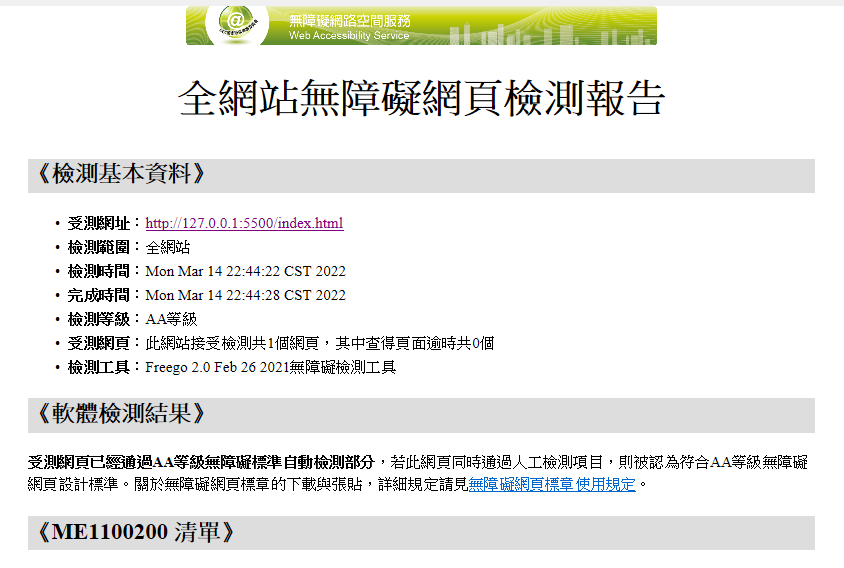 無障礙網路空間服務
Web Accessibility Service
全網站無障礙網頁檢測報告
《檢測基本資料》
• 受測網址：http://127.0.0.1:5500/index.html
• 檢測範圍：全網站
• 檢測時間：Mon Mar 14 22:44:22 CST 2022
• 完成時間：Mon Mar 14 22:44:28 CST 2022
• 檢測等級：AA等級
• 受測網頁：此網站接受檢測共1個網頁，其中查得頁面逾時共0個
• 檢測工具：Freego 2.0 Feb 26 2021無障礙檢測工具
《軟體檢測結果》
受測網頁已經通過AA等級無障礙標準自動檢測部分，若此網頁同時通過人工檢測項目，則被認為符合AA等級無障礙
網頁設計標準。關於無障礙網頁標章的下載與張貼，詳細規定請見無障礙網頁標章使用規定。
《ME1100200 清單》